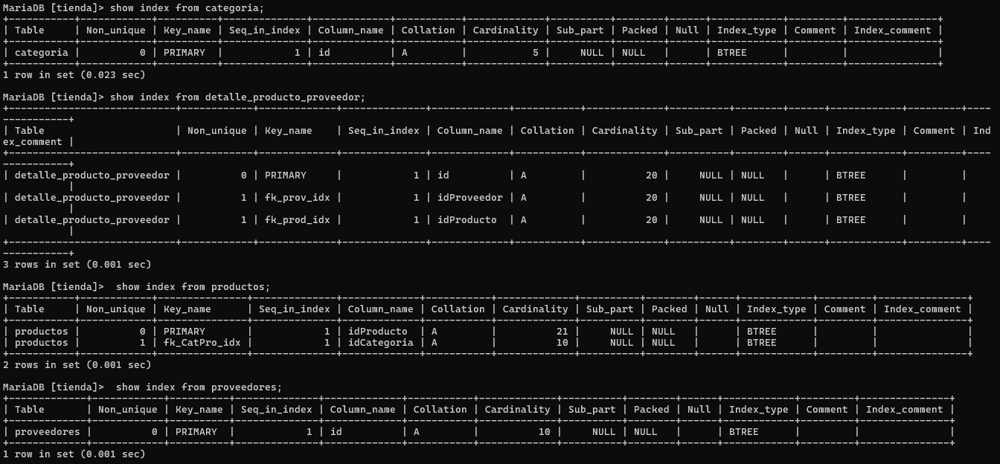 MariaDB [tienda]> show index from categoria;
+-----------+------------+----------+--------------+-------------+-----------+-------------+----------+--------+------+------------+---------+---------------+
| Table     | Non_unique | Key_name | Seq_in_index | Column_name | Collation | Cardinality | Sub_part | Packed | Null | Index_type | Comment | Index_comment |
+-----------+------------+----------+--------------+-------------+-----------+-------------+----------+--------+------+------------+---------+---------------+
| categoria |          0 | PRIMARY  |            1 | id          | A         |           5 |     NULL | NULL   |      | BTREE      |         |               |
+-----------+------------+----------+--------------+-------------+-----------+-------------+----------+--------+------+------------+---------+---------------+
1 row in set (0.023 sec)

MariaDB [tienda]> show index from detalle_producto_proveedor;
+----------------------------+------------+-------------+--------------+-------------+-----------+-------------+----------+--------+------+------------+---------+----
-----------+
| Table                      | Non_unique | Key_name    | Seq_in_index | Column_name | Collation | Cardinality | Sub_part | Packed | Null | Index_type | Comment | Ind
ex_comment |
+----------------------------+------------+-------------+--------------+-------------+-----------+-------------+----------+--------+------+------------+---------+----
-----------+
| detalle_producto_proveedor |          0 | PRIMARY     |            1 | id          | A         |          20 |     NULL | NULL   |      | BTREE      |         |
           |
| detalle_producto_proveedor |          1 | fk_prov_idx |            1 | idProveedor | A         |          20 |     NULL | NULL   |      | BTREE      |         |
           |
| detalle_producto_proveedor |          1 | fk_prod_idx |            1 | idProducto  | A         |          20 |     NULL | NULL   |      | BTREE      |         |
           |
+----------------------------+------------+-------------+--------------+-------------+-----------+-------------+----------+--------+------+------------+---------+----
-----------+
3 rows in set (0.001 sec)

MariaDB [tienda]>  show index from productos;
+-----------+------------+---------------+--------------+-------------+-----------+-------------+----------+--------+------+------------+---------+---------------+
| Table     | Non_unique | Key_name      | Seq_in_index | Column_name | Collation | Cardinality | Sub_part | Packed | Null | Index_type | Comment | Index_comment |
+-----------+------------+---------------+--------------+-------------+-----------+-------------+----------+--------+------+------------+---------+---------------+
| productos |          0 | PRIMARY       |            1 | idProducto  | A         |          21 |     NULL | NULL   |      | BTREE      |         |               |
| productos |          1 | fk_CatPro_idx |            1 | idCategoria | A         |          10 |     NULL | NULL   |      | BTREE      |         |               |
+-----------+------------+---------------+--------------+-------------+-----------+-------------+----------+--------+------+------------+---------+---------------+
2 rows in set (0.001 sec)

MariaDB [tienda]>  show index from proveedores;
+-------------+------------+----------+--------------+-------------+-----------+-------------+----------+--------+------+------------+---------+---------------+
| Table       | Non_unique | Key_name | Seq_in_index | Column_name | Collation | Cardinality | Sub_part | Packed | Null | Index_type | Comment | Index_comment |
+-------------+------------+----------+--------------+-------------+-----------+-------------+----------+--------+------+------------+---------+---------------+
| proveedores |          0 | PRIMARY  |            1 | id          | A         |          10 |     NULL | NULL   |      | BTREE      |         |               |
+-------------+------------+----------+--------------+-------------+-----------+-------------+----------+--------+------+------------+---------+---------------+
1 row in set (0.001 sec)